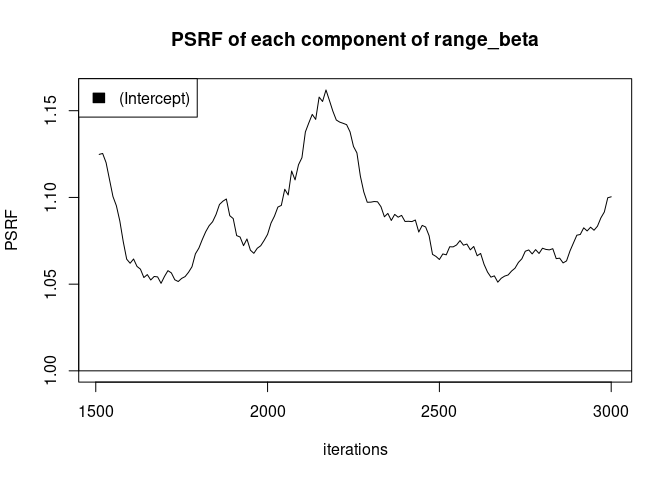 PSRF of each component of range_beta
(Intercept)
PSRF
1.15
1.10
1.05
1.00
1500 2000 2500 3000
iterations